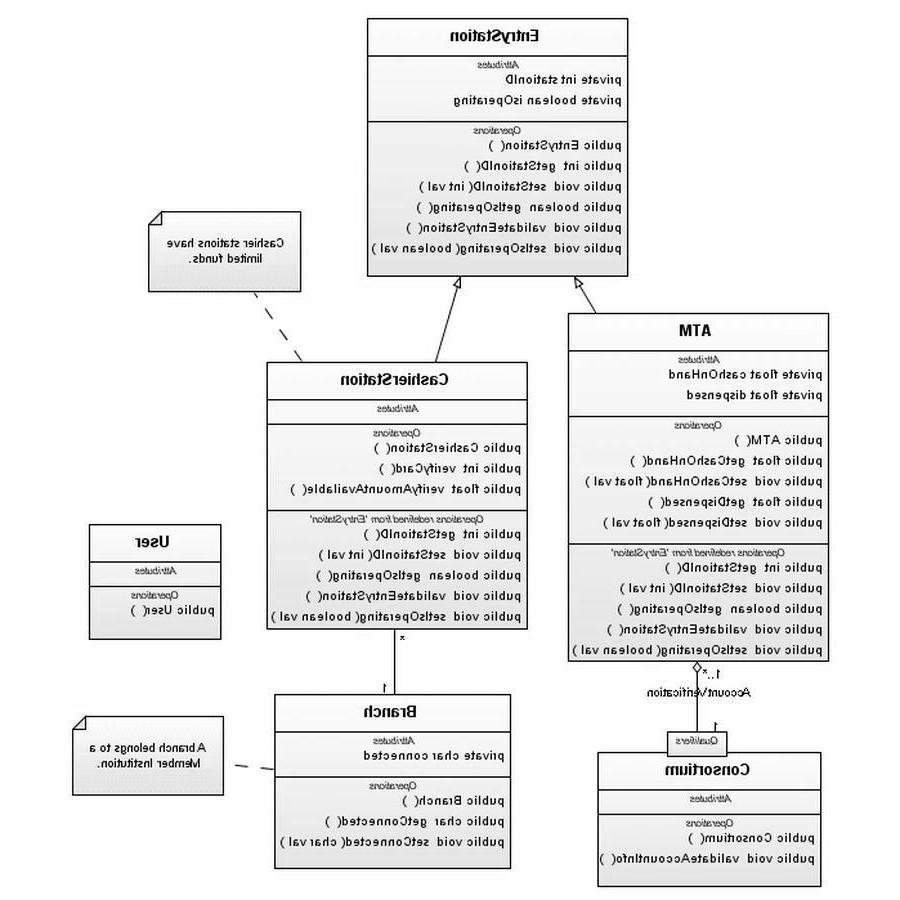 EntryStation
Attributes
private int stationID
private boolean isOperating
Operations
public EntryStation( )
public int getStationID( )
public void setStationID( int val )
public boolean getIsOperating( )
public void validateEntryStation( )
public void setIsOperating( boolean val )
Cashier stations have
limited funds.
ATM
Attributes
private float cashOnHand
private float dispensed
Operations
public ATM( )
public float getCashOnHand( )
public void setCashOnHand( float val )
public float getDispensed( )
public void setDispensed( float val )
Operations redefined from 'EntryStation'
public int getStationID( )
public void setStationID( int val )
public boolean getIsOperating( )
public void validateEntryStation( )
public void setIsOperating( boolean val )
CashierStation
Attributes
Operations
public CashierStation( )
public int verifyCard( )
public float verifyAmountAvailable( )
Operations redefined from 'EntryStation'
public int getStationID( )
public void setStationID( int val )
public boolean getIsOperating( )
public void validateEntryStation( )
public void setIsOperating( boolean val )
User
Attributes
Operations
public User( )
*
1
1..*
AccountVerification
1
Branch
Attributes
private char connected
Operations
public Branch( )
public char getConnected( )
public void setConnected( char val )
A branch belongs to a
Member Institution.
Qualifiers
Consortium
Attributes
Operations
public Consortium( )
public void validateAccountInfo( )